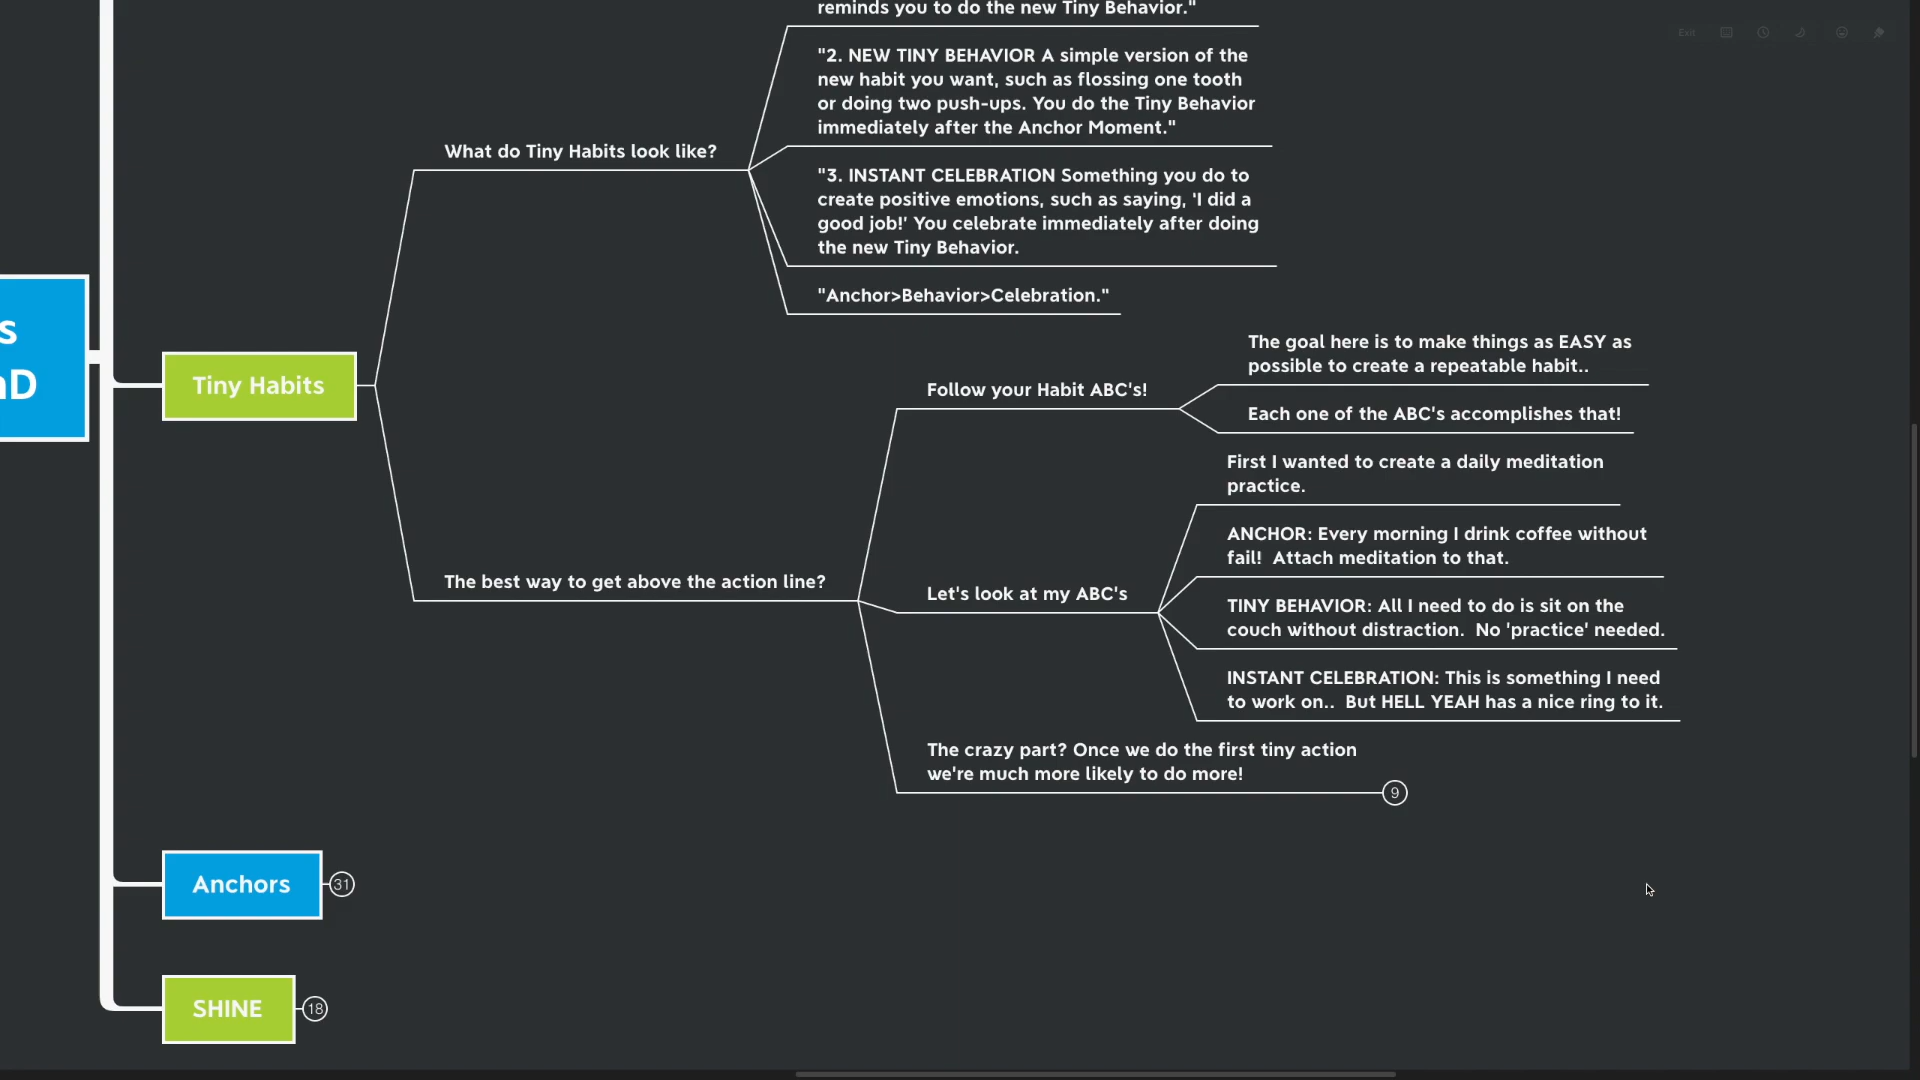 reminds you to do the new Tiny Behavior."
Exit
"2. NEW TINY BEHAVIOR A simple version of the
new habit you want, such as flossing one tooth
or doing two push-ups. You do the Tiny Behavior
immediately after the Anchor Moment."
What do Tiny Habits look like?
"3. INSTANT CELEBRATION Something you do to
create positive emotions, such as saying, 'I did a
good job!' You celebrate immediately after doing
the new Tiny Behavior.
"Anchor>Behavior>Celebration."
s
nD
Tiny Habits
The goal here is to make things as EASY as
possible to create a repeatable habit..
Follow your Habit ABC's!
Each one of the ABC's accomplishes that!
First I wanted to create a daily meditation
practice.
ANCHOR: Every morning I drink coffee without
fail!  Attach meditation to that.
The best way to get above the action line?
Let's look at my ABC's
TINY BEHAVIOR: All I need to do is sit on the
couch without distraction.  No 'practice' needed.
INSTANT CELEBRATION: This is something I need
to work on..  But HELL YEAH has a nice ring to it.
The crazy part? Once we do the first tiny action
we're much more likely to do more!
9
Anchors
31
SHINE
18